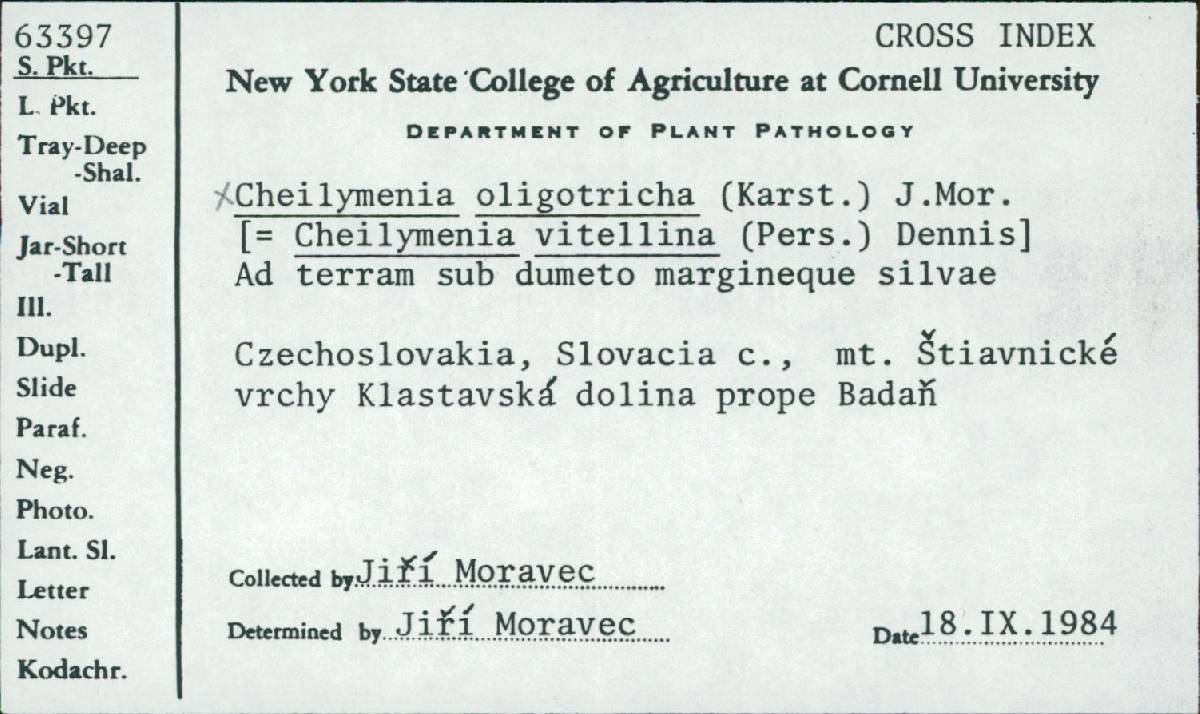 63397
S. Pkt.
L. Pkt.
Tray-Deep
-Shal.
Vial
Jar-Short
-Tall
Ill.
Dupl.
Slide
Paraf.
Neg.
Photo.
Lant. Sl.
Letter
Notes
Kodachr.
CROSS INDEX
New York State College of Agriculture at Cornell University
DEPARTMENT OF PLANT PATHOLOGY
×Cheilymenia oligotricha (Karst.) J.Mor.
[= Cheilymenia vitellina (Pers.) Dennis]
Ad terram sub dumeto margineque silvae
Czechoslovakia, Slovacia c., mt. Štiavnické
vrchy Klastavská dolina prope Badaň
Collected by Jiří Moravec
Determined by Jiří Moravec
Date 18.IX.1984